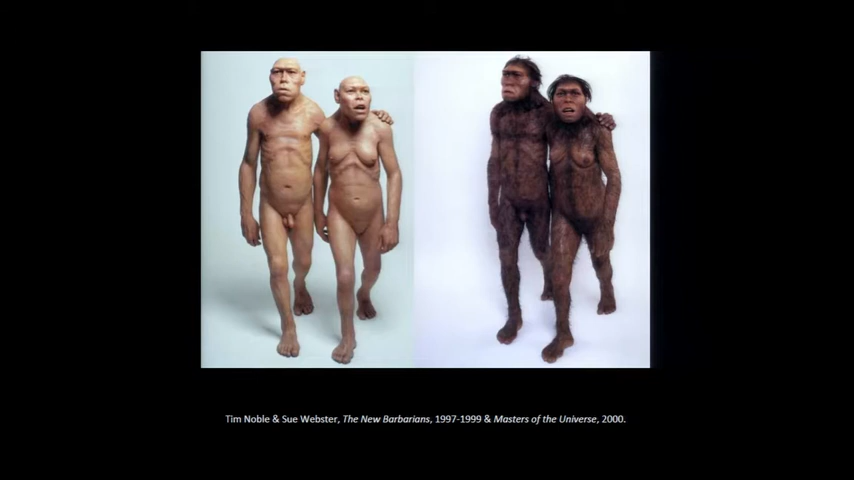 Tim Noble & Sue Webster, The New Barbarians, 1997-1999 & Masters of the Universe, 2000.